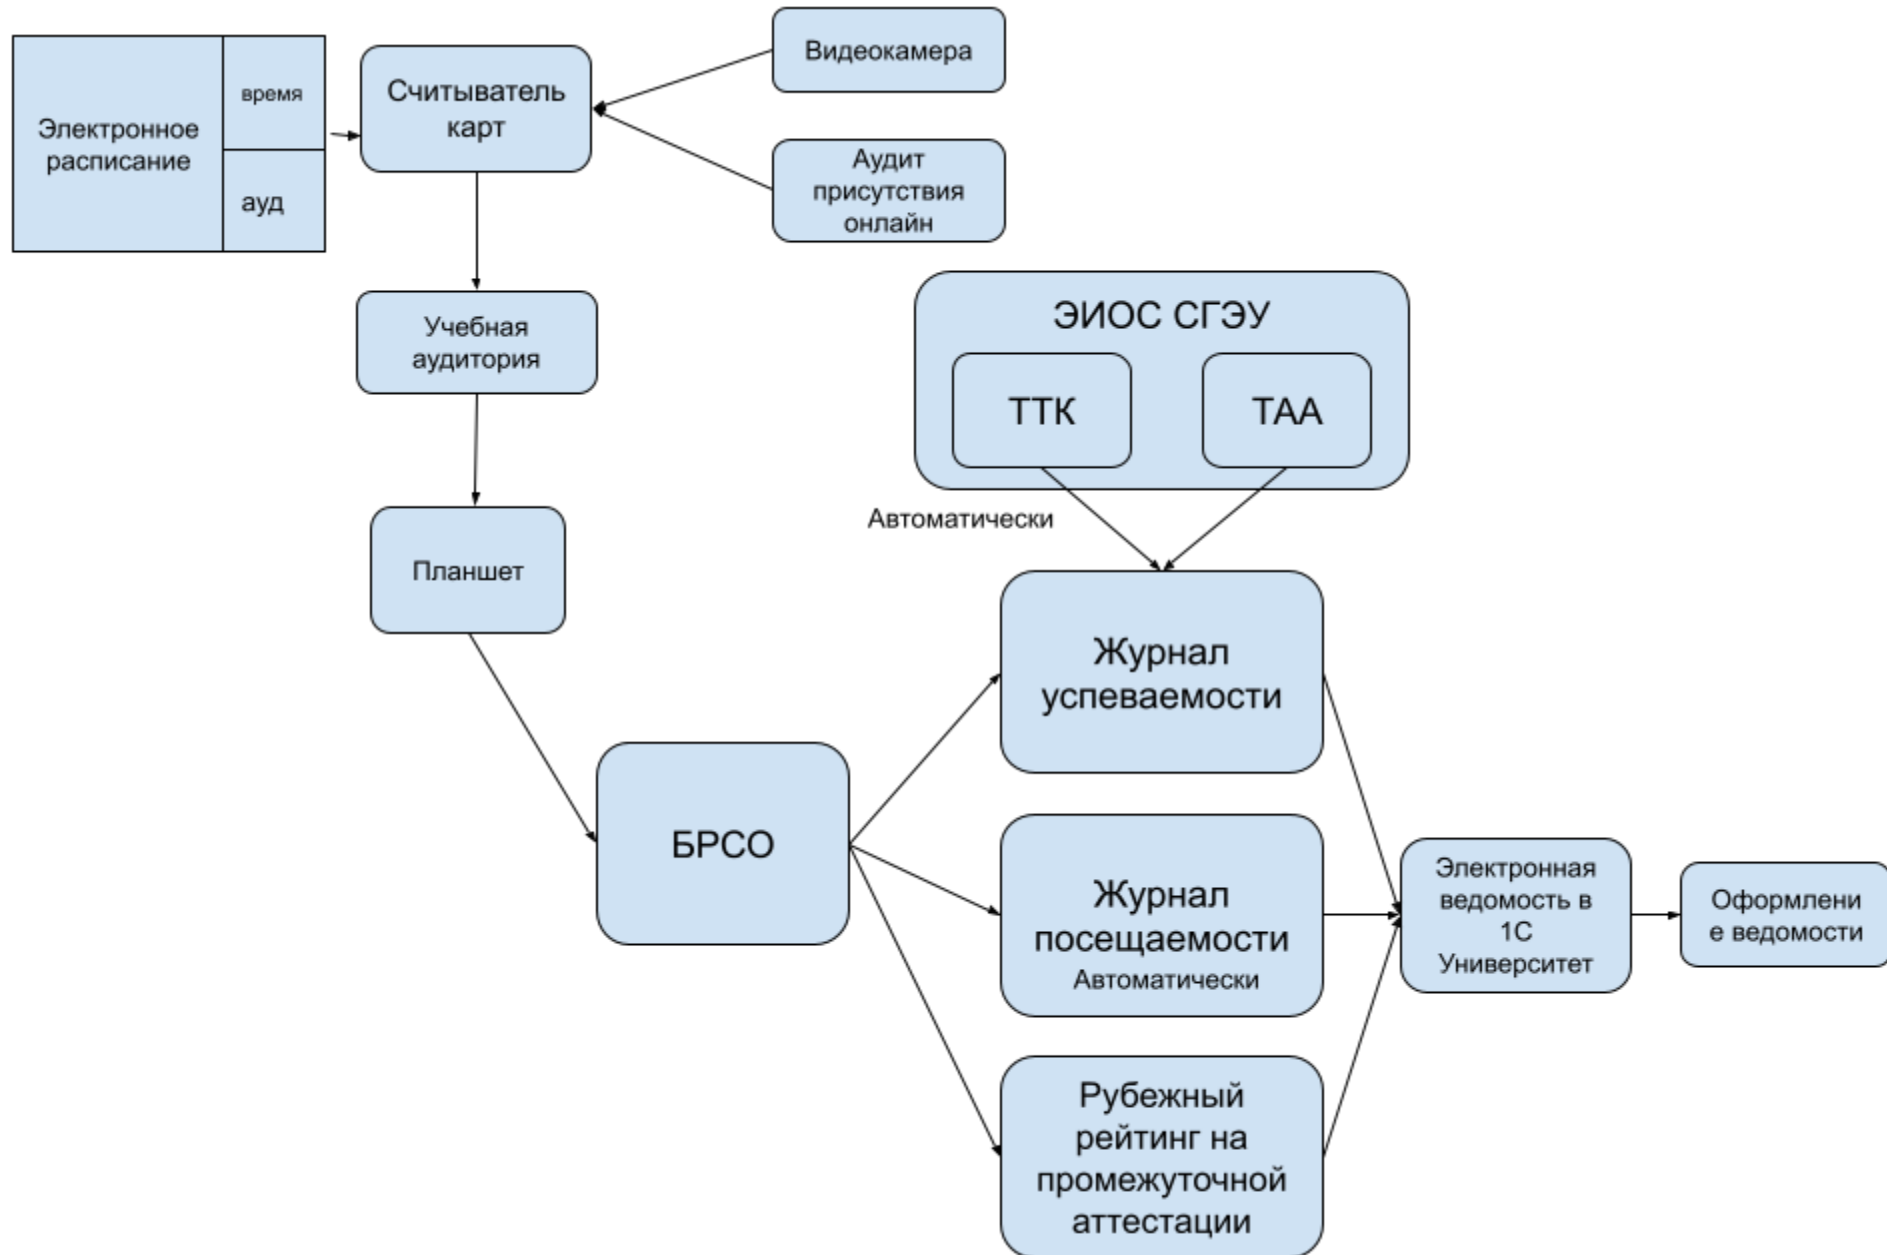 Электронное
расписание
время
ауд
Считыватель
карт
Видеокамера
Аудит
присутствия
онлайн
Учебная
аудитория
ЭИОС СГЭУ
ТТК
ТАА
Автоматически
Планшет
Журнал
успеваемости
БРСО
Журнал
посещаемости
Автоматически
Электронная
ведомость в
1С
Университет
Оформлени
е ведомости
Рубежный
рейтинг на
промежуточной
аттестации